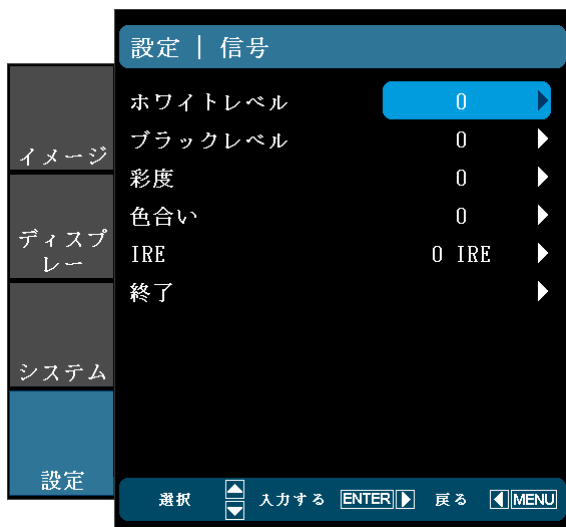 設定 | 信号
ホワイトレベル 0
ブラックレベル 0
彩度 0
色合い 0
IRE 0 IRE
終了
イメージ
ディスプ
レー
システム
設定
選択 入力する ENTER 戻る MENU